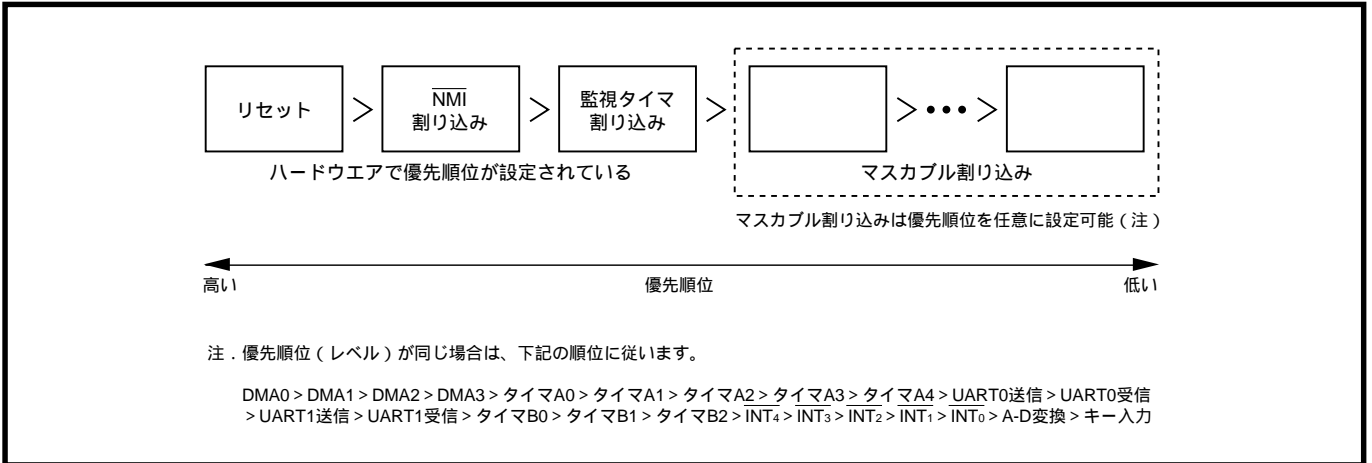 リセット
>
NMI
割り込み
>
監視タイマ
割り込み
>
>•••>
ハードウエアで優先順位が設定されている
マスカブル割り込み
マスカブル割り込みは優先順位を任意に設定可能(注)
高い
優先順位
低い
注.優先順位(レベル)が同じ場合は、下記の順位に従います。
DMA0 > DMA1 > DMA2 > DMA3 > タイマA0 > タイマA1 > タイマA2 > タイマA3 > タイマA4 > UART0送信 > UART0受信
> UART1送信 > UART1受信 > タイマB0 > タイマB1 > タイマB2 > INT4 > INT3 > INT2 > INT1 > INT0 > A-D変換 > キー入力